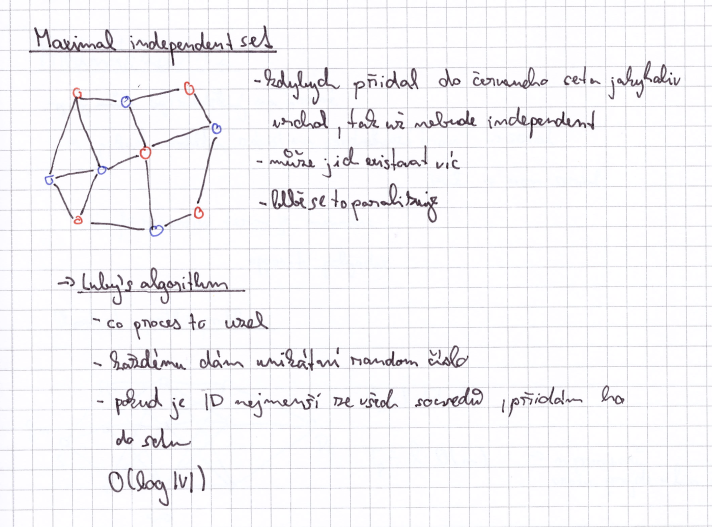 Maximal independent set
- kdybych přidal do červeného setu jakýkoliv
vrchol, tak už nebude independent
- může jich existovat víc
- blbě se to paralelizuje
→ Luby's algorithm
- co proces to uzel
- každému dám unikátní random číslo
- pokud je ID nejmenší ze všech sousedů, přidám ho
do setu
O(log |V|)